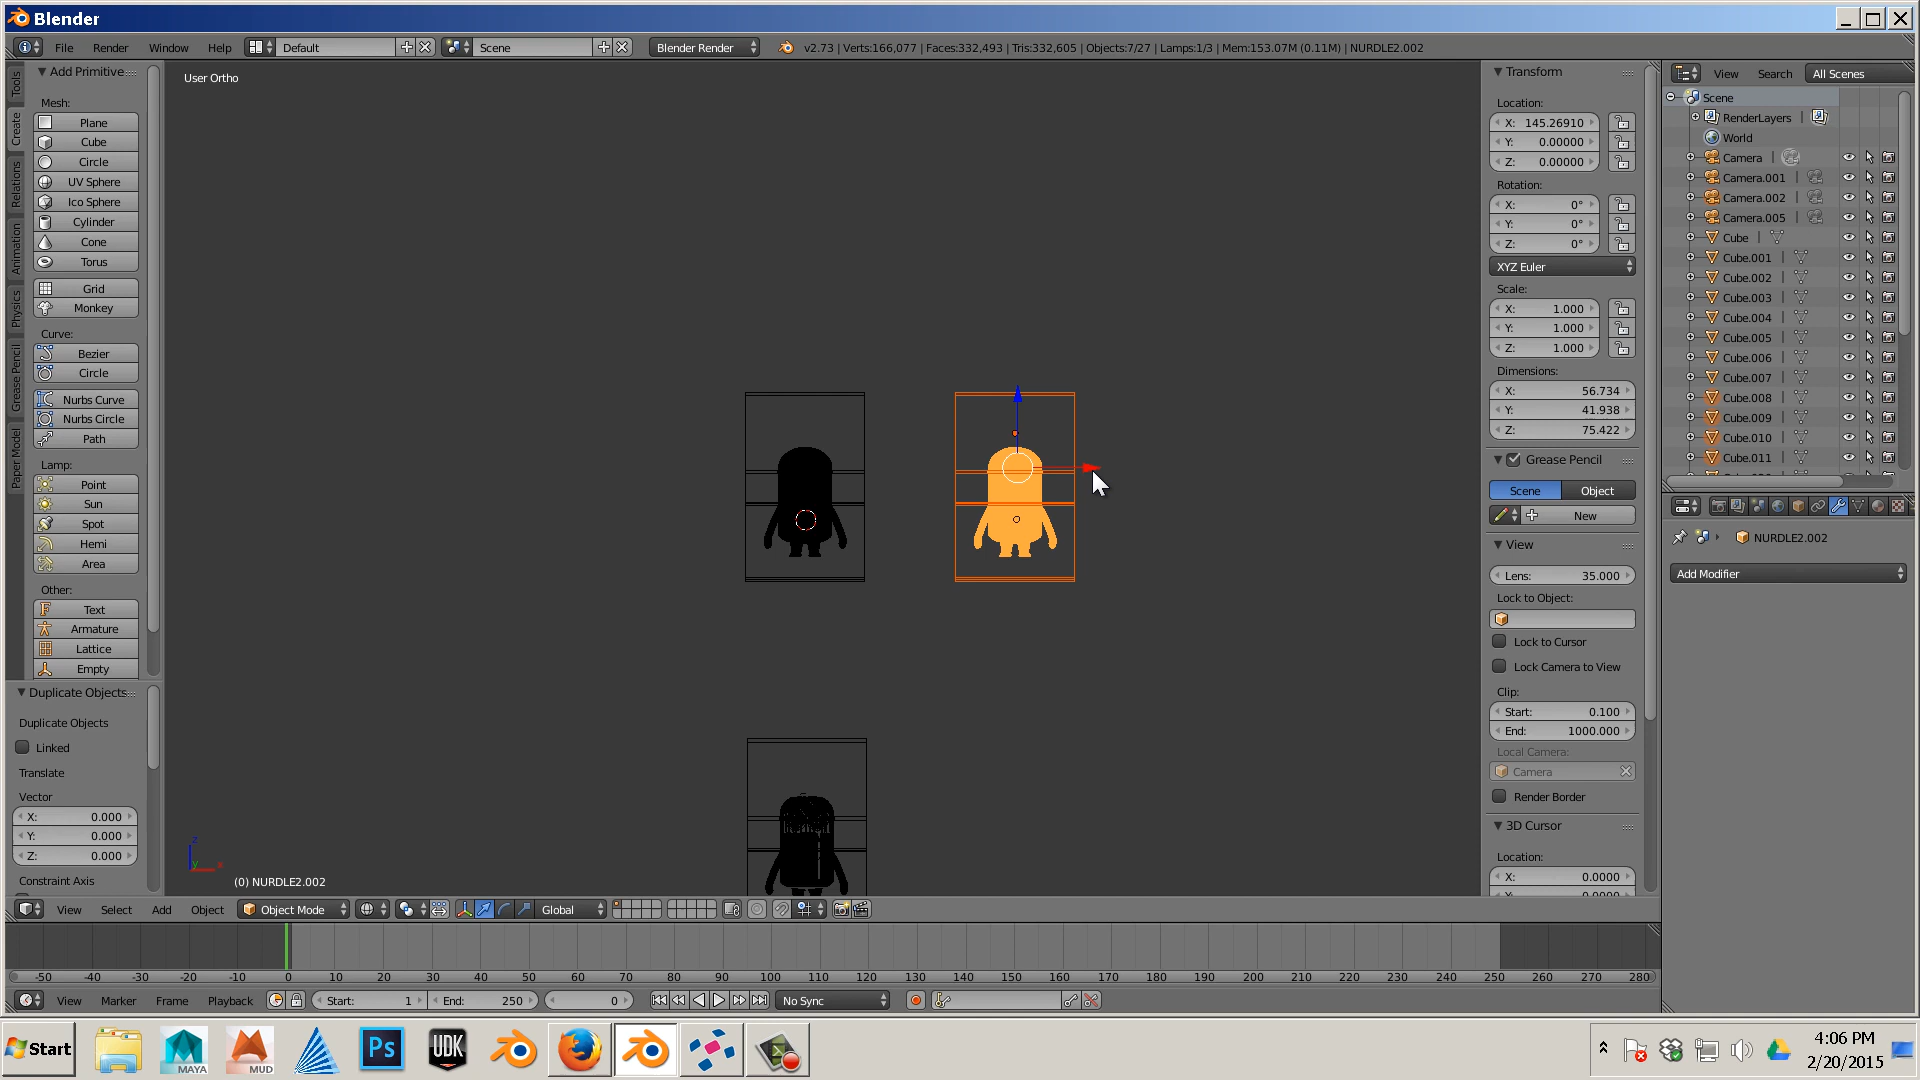 Blender
File Render Window Help Default Scene Blender Render v2.73 | Verts:166,077 | Faces:332,493 | Tris:332,605 | Objects:7/27 | Lamps:1/3 | Mem:153.07M (0.11M) | NURDLE2.002
Tools
Create
Relations
Animation
Physics
Grease Pencil
Paper Model
Add Primitive
Mesh:
Plane
Cube
Circle
UV Sphere
Ico Sphere
Cylinder
Cone
Torus
Grid
Monkey
Curve:
Bezier
Circle
Nurbs Curve
Nurbs Circle
Path
Lamp:
Point
Sun
Spot
Hemi
Area
Other:
Text
Armature
Lattice
Empty
Duplicate Objects
Duplicate Objects
Linked
Translate
Vector
X: 0.000
Y: 0.000
Z: 0.000
Constraint Axis
User Ortho
(0) NURDLE2.002
Transform
Location:
X: 145.26910
Y: 0.00000
Z: 0.00000
Rotation:
X: 0°
Y: 0°
Z: 0°
XYZ Euler
Scale:
X: 1.000
Y: 1.000
Z: 1.000
Dimensions:
X: 56.734
Y: 41.938
Z: 75.422
Grease Pencil
Scene Object
New
View
Lens: 35.000
Lock to Object:
Lock to Cursor
Lock Camera to View
Clip:
Start: 0.100
End: 1000.000
Local Camera:
Camera
Render Border
3D Cursor
Location:
X: 0.0000
View Search All Scenes
Scene
RenderLayers
World
Camera
Camera.001
Camera.002
Camera.005
Cube
Cube.001
Cube.002
Cube.003
Cube.004
Cube.005
Cube.006
Cube.007
Cube.008
Cube.009
Cube.010
Cube.011
NURDLE2.002
Add Modifier
View Select Add Object Object Mode Global
-50 -40 -30 -20 -10 0 10 20 30 40 50 60 70 80 90 100 110 120 130 140 150 160 170 180 190 200 210 220 230 240 250 260 270 280
View Marker Frame Playback Start: 1 End: 250 0 No Sync
Start MAYA MUD Ps UDK
4:06 PM
2/20/2015